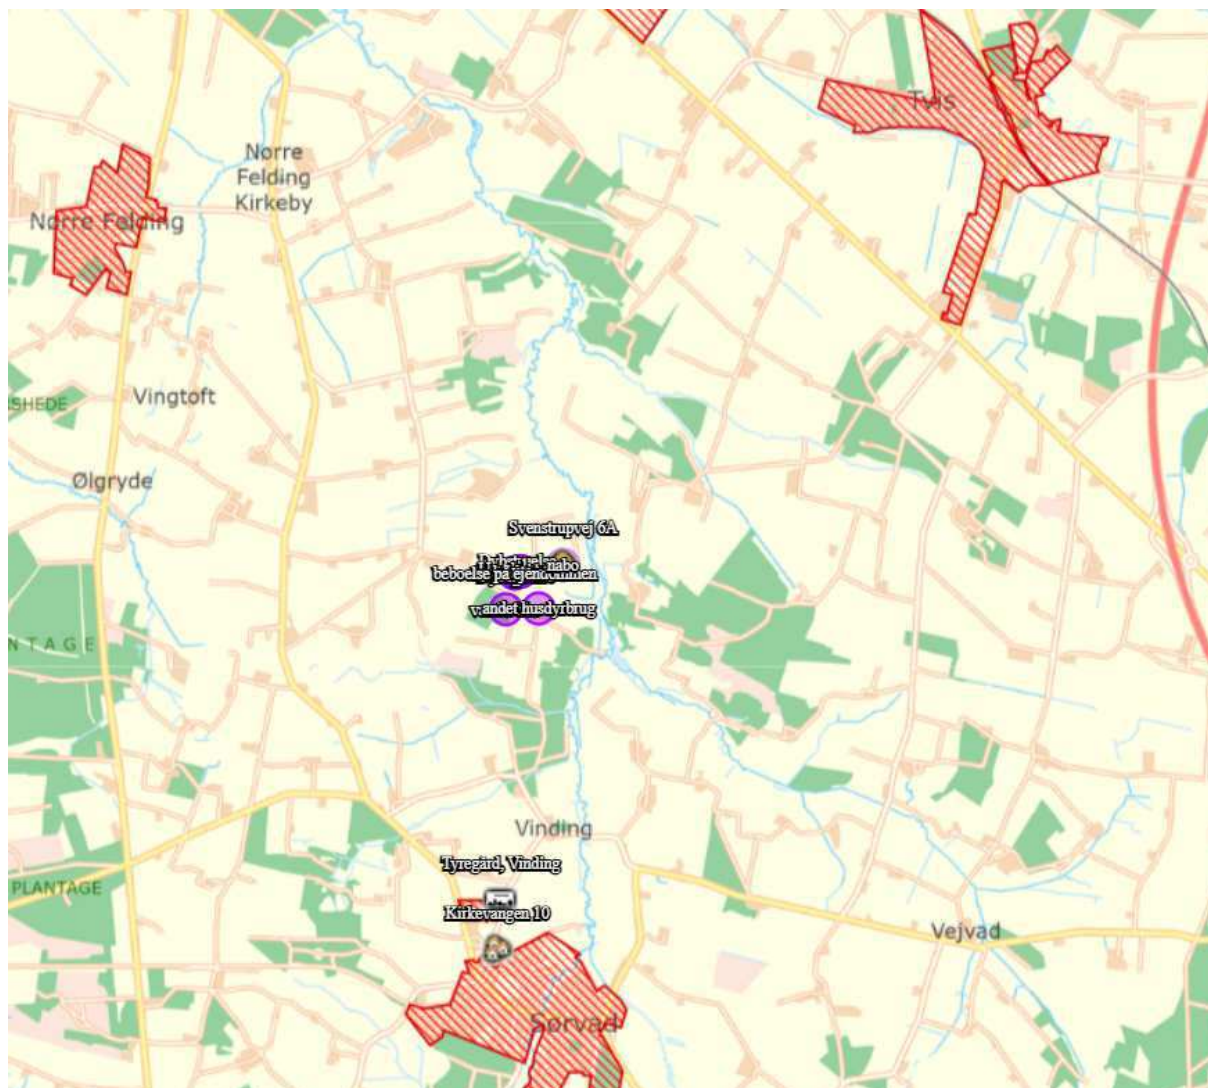 Tvis
Nørre
Felding
Kirkeby
Nørre Felding
Vingtoft
SHEDE
Ølgryde
Svenstrupvej 6A
nabo
beboelse på ejendommen
andet husdyrbrug
NTAGE
Vinding
Tyregård, Vinding
PLANTAGE
Kirkevangen 10
Vejvad
Sørvad